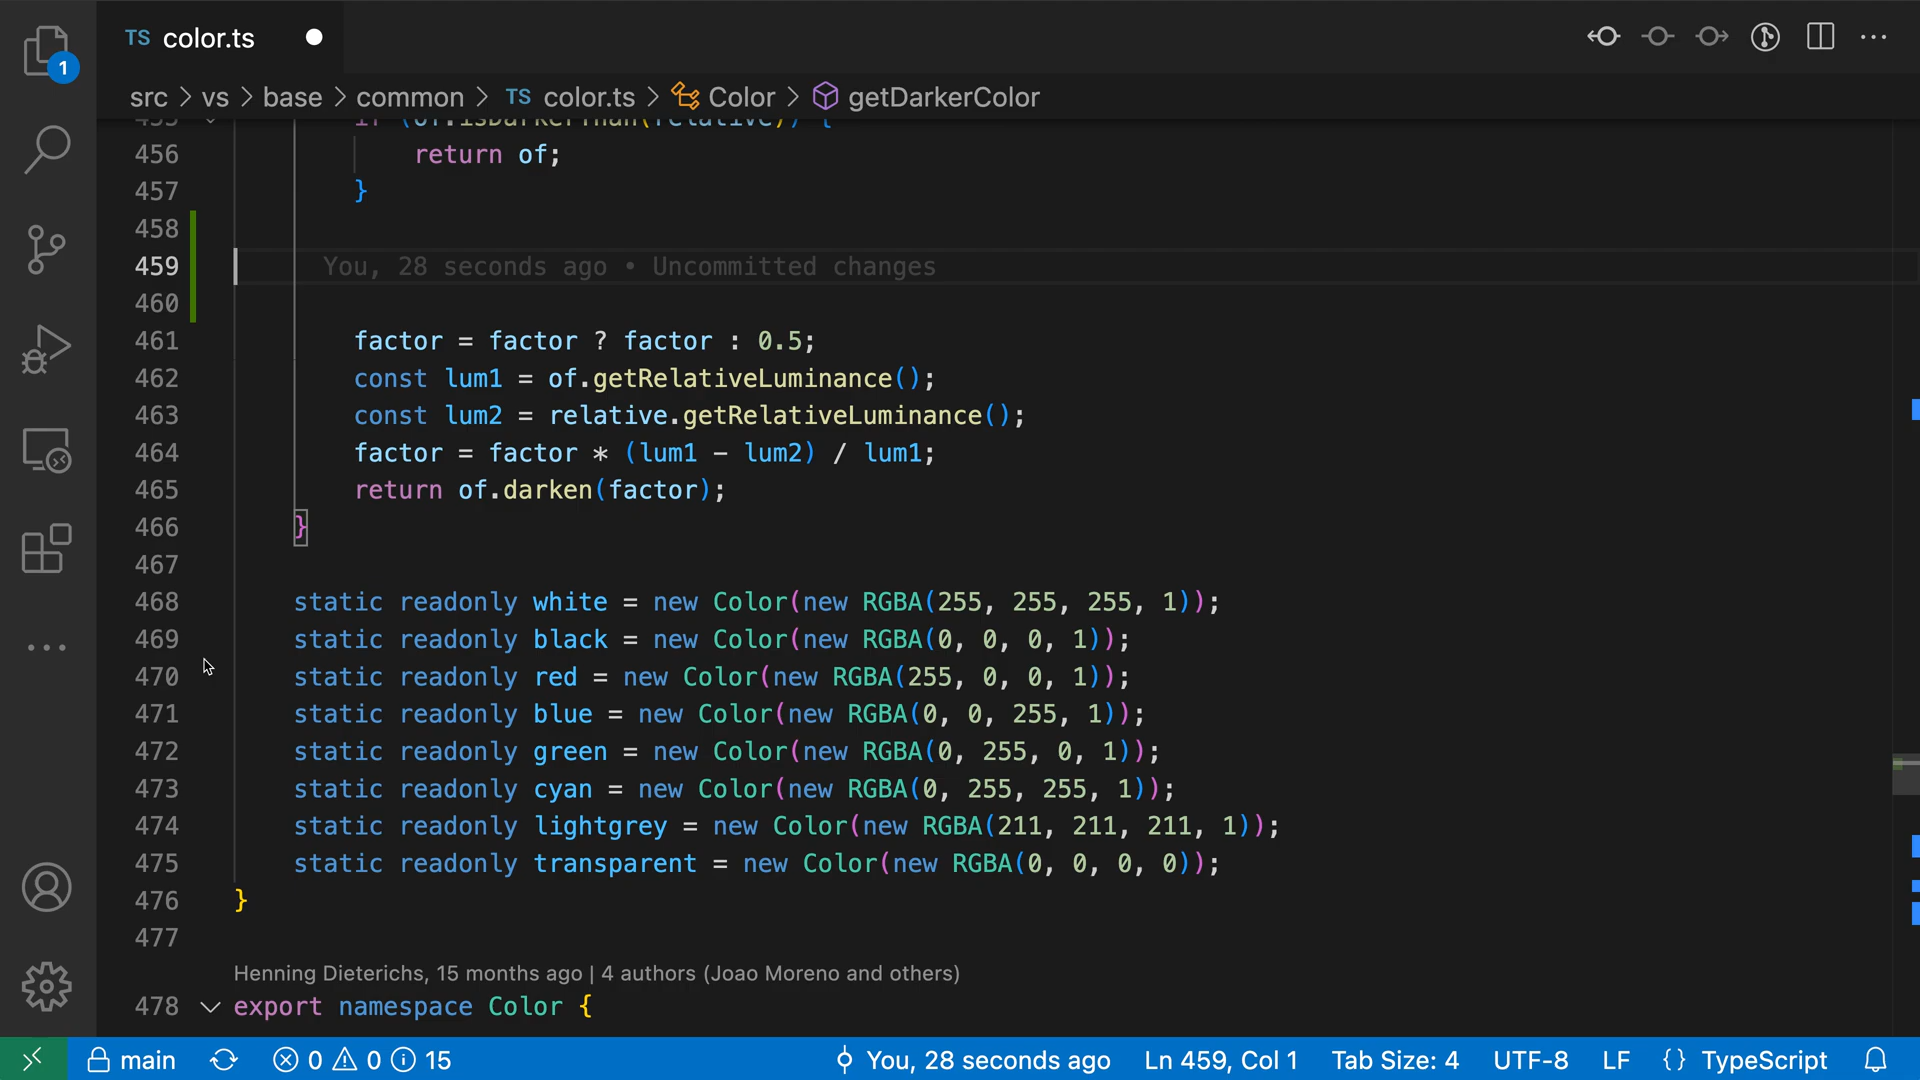 TS color.ts
1
src > vs > base > common > TS color.ts > Color > getDarkerColor
455 if (of.isDarkerThan(relative)) {
456 return of;
457 }
458
459 You, 28 seconds ago • Uncommitted changes
460
461 factor = factor ? factor : 0.5;
462 const lum1 = of.getRelativeLuminance();
463 const lum2 = relative.getRelativeLuminance();
464 factor = factor * (lum1 - lum2) / lum1;
465 return of.darken(factor);
466 }
467
468 static readonly white = new Color(new RGBA(255, 255, 255, 1));
469 static readonly black = new Color(new RGBA(0, 0, 0, 1));
470 static readonly red = new Color(new RGBA(255, 0, 0, 1));
471 static readonly blue = new Color(new RGBA(0, 0, 255, 1));
472 static readonly green = new Color(new RGBA(0, 255, 0, 1));
473 static readonly cyan = new Color(new RGBA(0, 255, 255, 1));
474 static readonly lightgrey = new Color(new RGBA(211, 211, 211, 1));
475 static readonly transparent = new Color(new RGBA(0, 0, 0, 0));
476 }
477
Henning Dieterichs, 15 months ago | 4 authors (Joao Moreno and others)
478 export namespace Color {
main 0 0 15 You, 28 seconds ago Ln 459, Col 1 Tab Size: 4 UTF-8 LF {} TypeScript